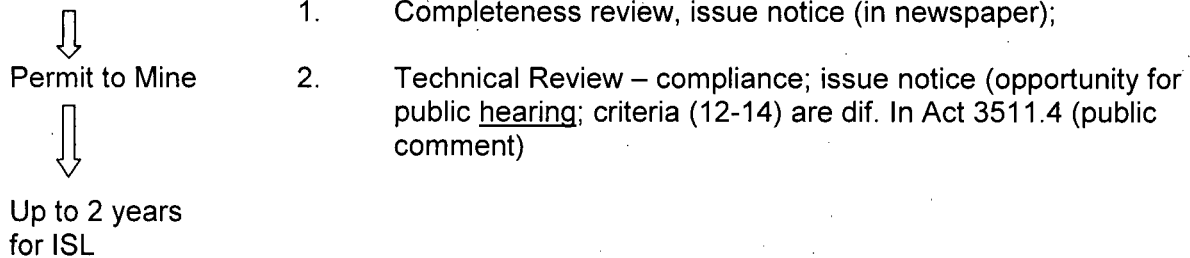 1. Completeness review, issue notice (in newspaper);
Permit to Mine 2. Technical Review – compliance; issue notice (opportunity for
public hearing; criteria (12-14) are dif. In Act 3511.4 (public
comment)
Up to 2 years
for ISL